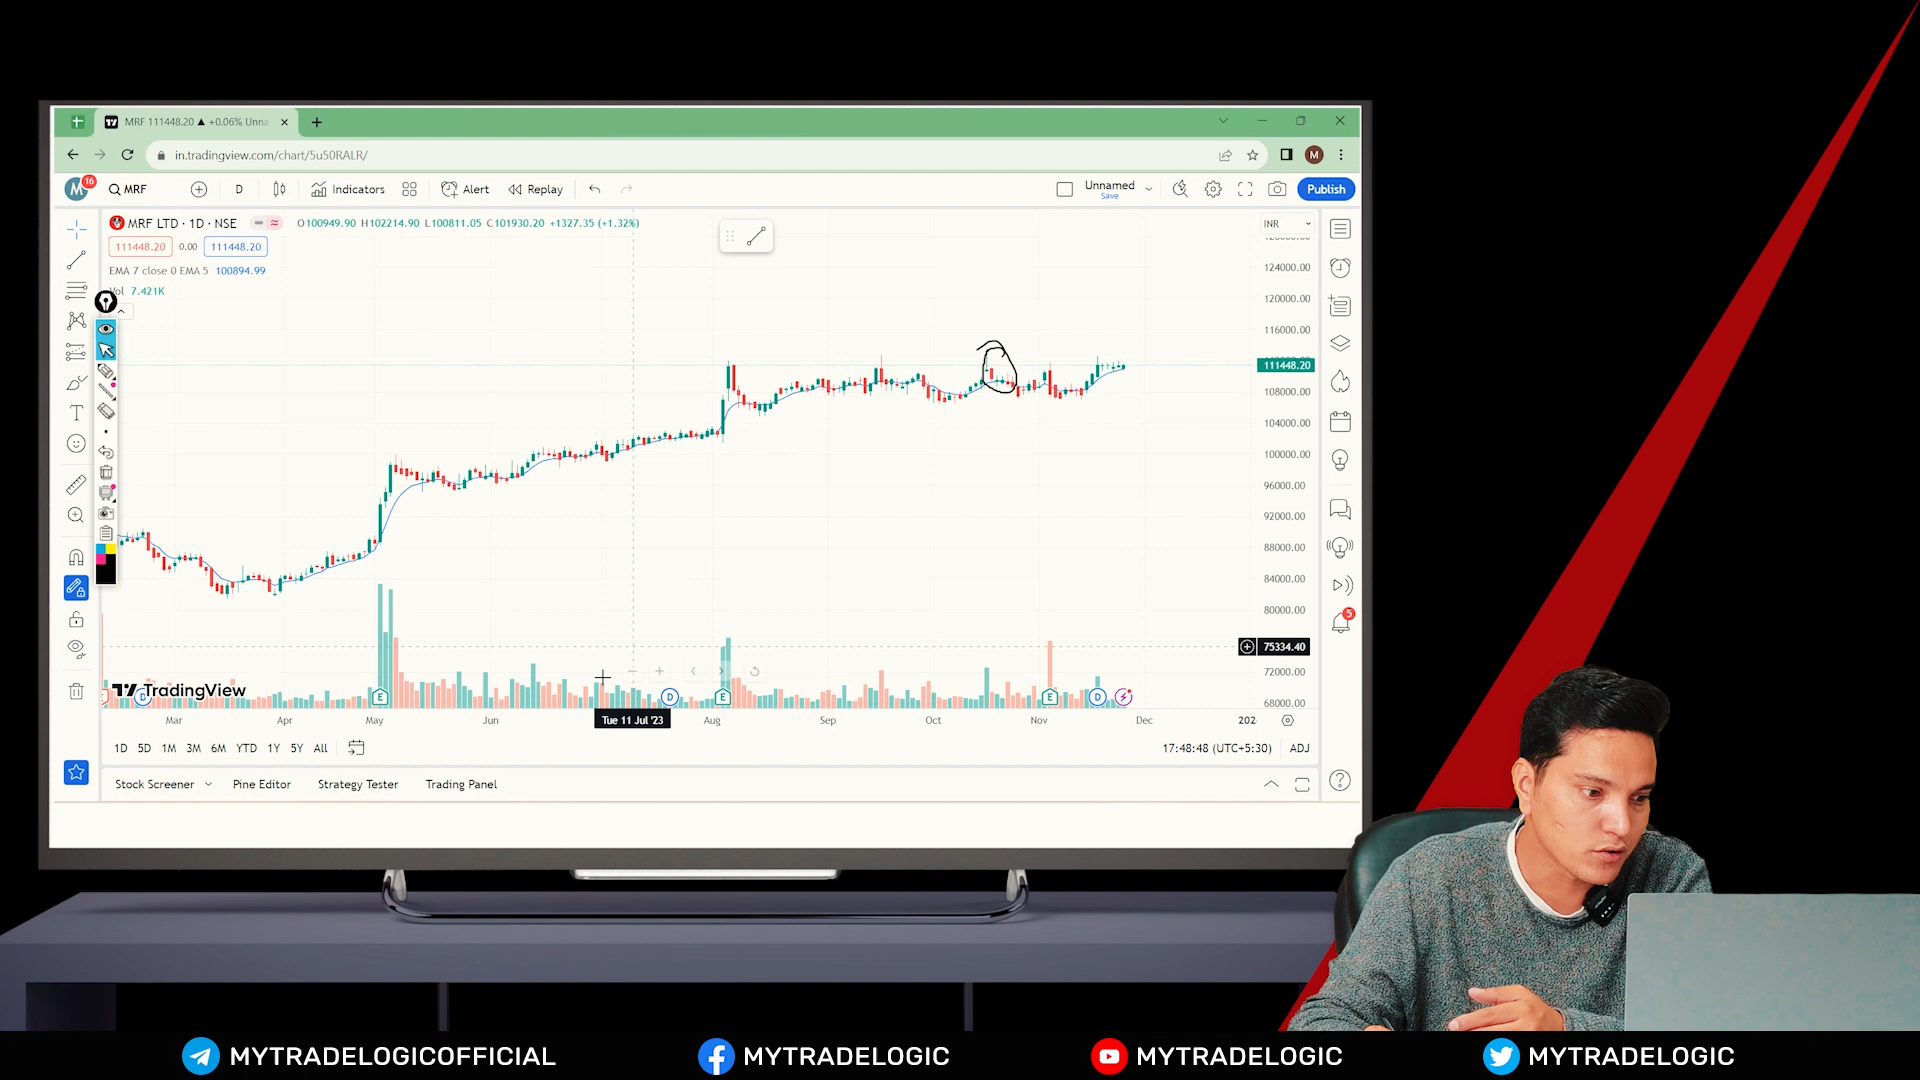 MRF 111448.20 ▲ +0.06% Unna
in.tradingview.com/chart/5u50RALR/
M
M 16 MRF D Indicators Alert Replay Unnamed Save Publish
MRF LTD · 1D · NSE O100949.90 H102214.90 L100811.05 C101930.20 +1327.35 (+1.32%)
INR
111448.20 0.00 111448.20
EMA 7 close 0 EMA 5 100894.99
Vol 7.421K
124000.00
120000.00
116000.00
111448.20
108000.00
104000.00
100000.00
96000.00
92000.00
88000.00
84000.00
80000.00
75334.40
72000.00
68000.00
5
TradingView
D E D E E D
Mar Apr May Jun Tue 11 Jul '23 Aug Sep Oct Nov Dec 202
1D 5D 1M 3M 6M YTD 1Y 5Y All 17:48:48 (UTC+5:30) ADJ
Stock Screener Pine Editor Strategy Tester Trading Panel
MYTRADELOGICOFFICIAL MYTRADELOGIC MYTRADELOGIC MYTRADELOGIC